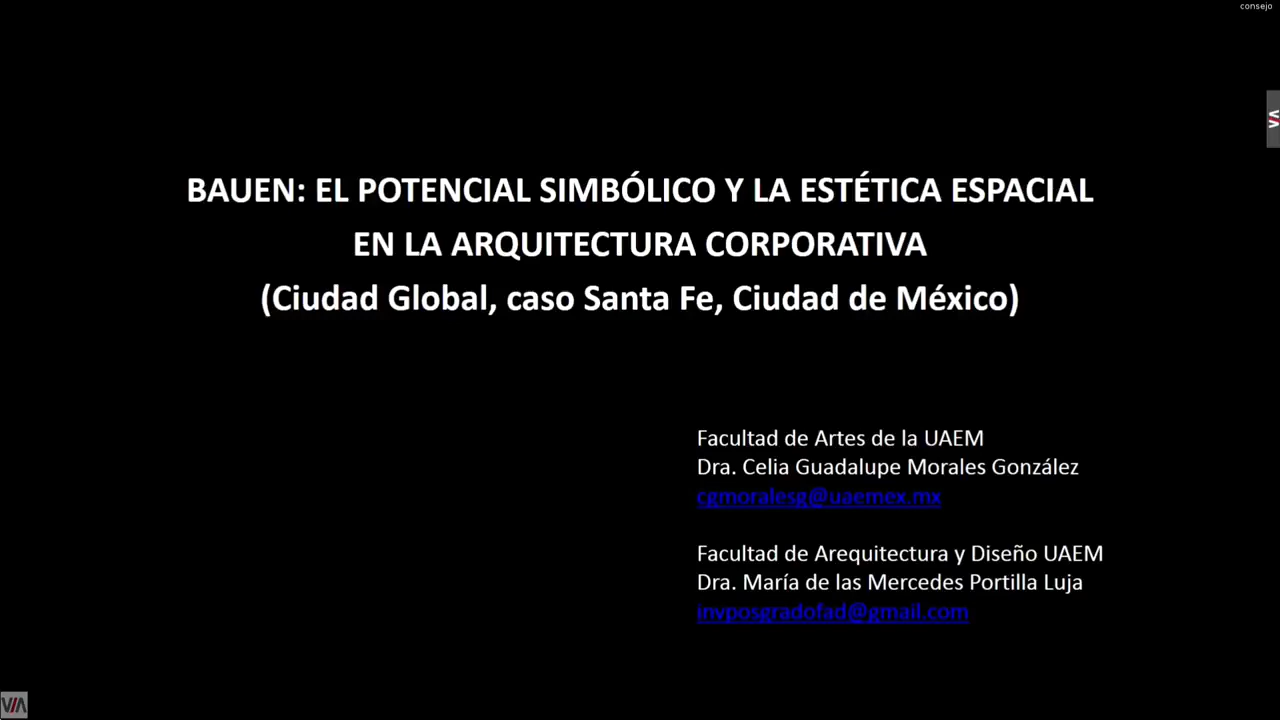 consejo
BAUEN: EL POTENCIAL SIMBÓLICO Y LA ESTÉTICA ESPACIAL
EN LA ARQUITECTURA CORPORATIVA
(Ciudad Global, caso Santa Fe, Ciudad de México)
Facultad de Artes de la UAEM
Dra. Celia Guadalupe Morales González
cgmoralesg@uaemex.mx
Facultad de Arequitectura y Diseño UAEM
Dra. María de las Mercedes Portilla Luja
invposgradofad@gmail.com
VIA